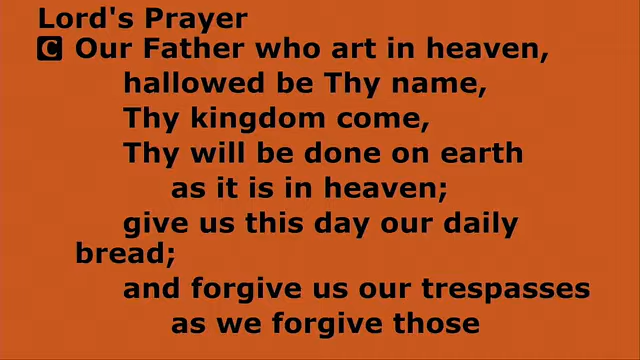 Lord's Prayer
C Our Father who art in heaven,
hallowed be Thy name,
Thy kingdom come,
Thy will be done on earth
as it is in heaven;
give us this day our daily
bread;
and forgive us our trespasses
as we forgive those